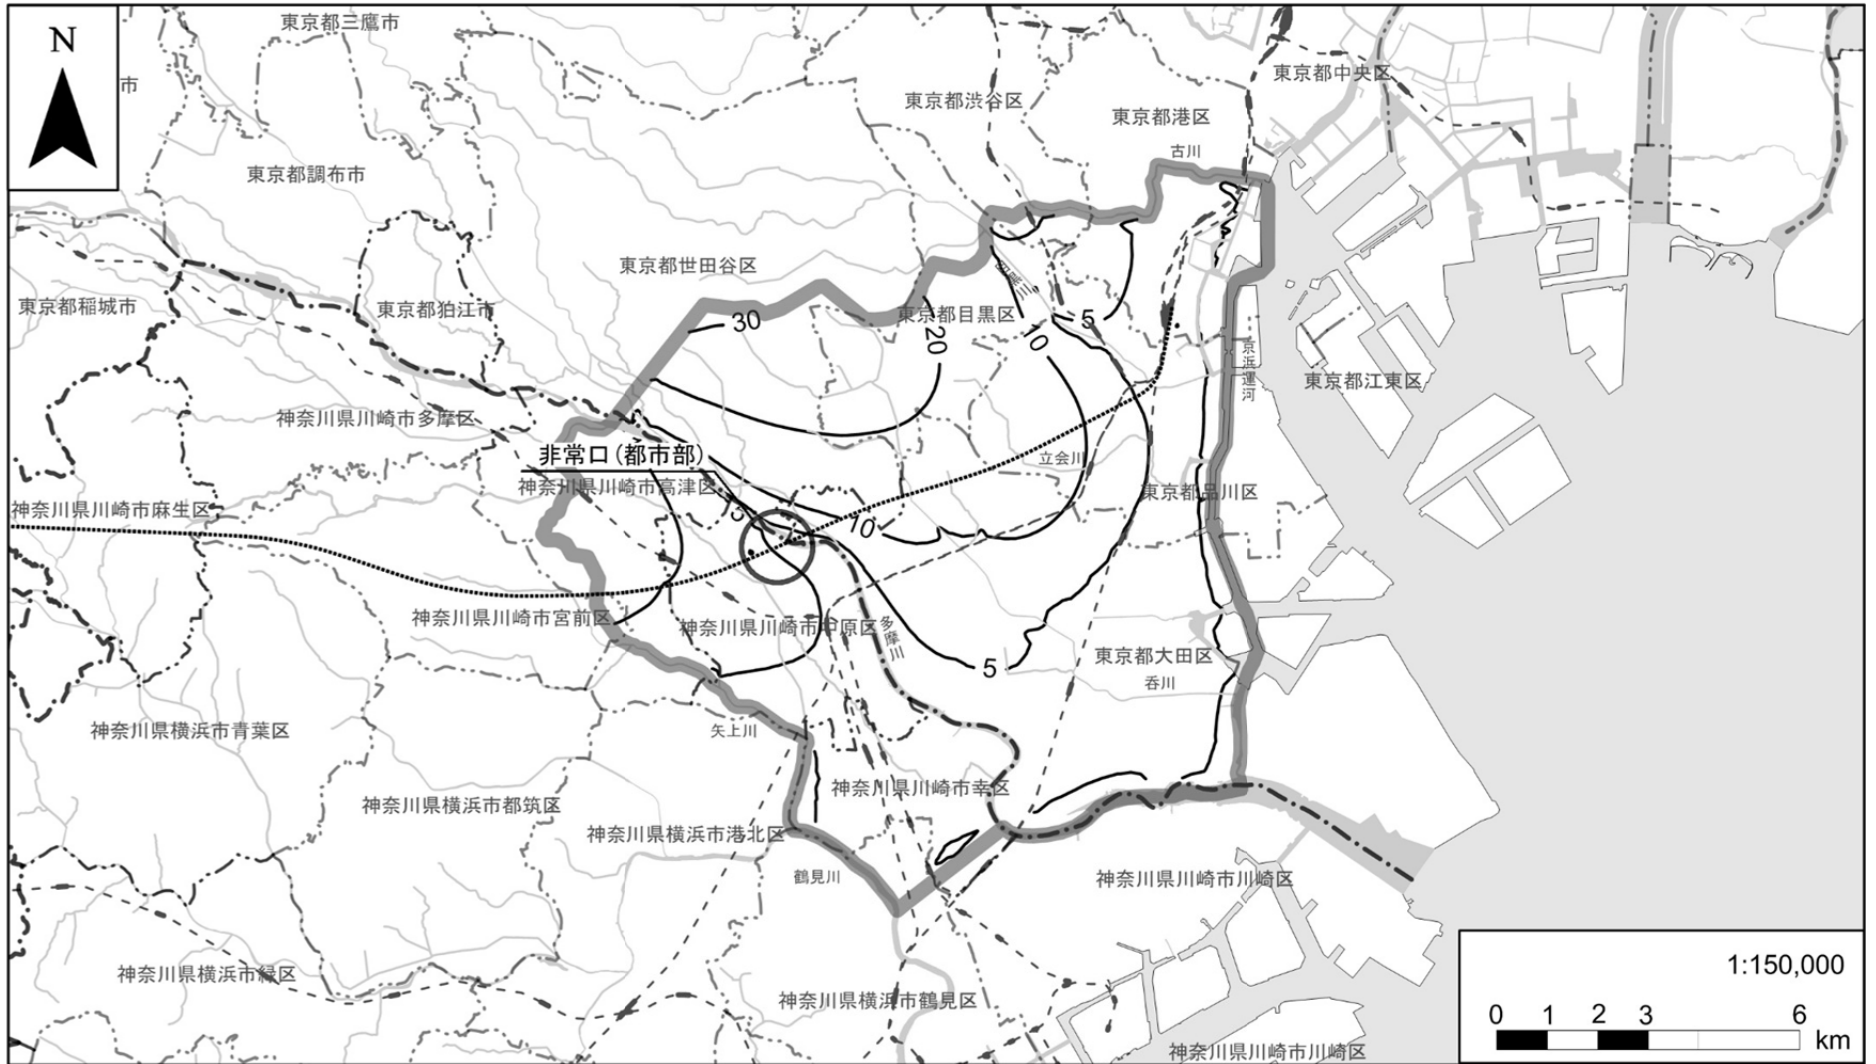 N
市
東京都三鷹市
東京都中央区
東京都渋谷区
東京都港区
古川
東京都調布市
東京都世田谷区
東京都稲城市
東京都狛江市
30
東京都目黒区
20
10
5
京浜運河
東京都江東区
神奈川県川崎市多摩区
非常口(都市部)
立会川
神奈川県川崎市高津区
東京都品川区
神奈川県川崎市麻生区
10
神奈川県川崎市宮前区
神奈川県川崎市中原区
多摩川
東京都大田区
5
呑川
神奈川県横浜市青葉区
矢上川
神奈川県川崎市幸区
神奈川県横浜市都筑区
神奈川県横浜市港北区
鶴見川
神奈川県川崎市川崎区
神奈川県横浜市緑区
神奈川県横浜市鶴見区
神奈川県川崎市川崎区
1:150,000
0 1 2 3 6
km